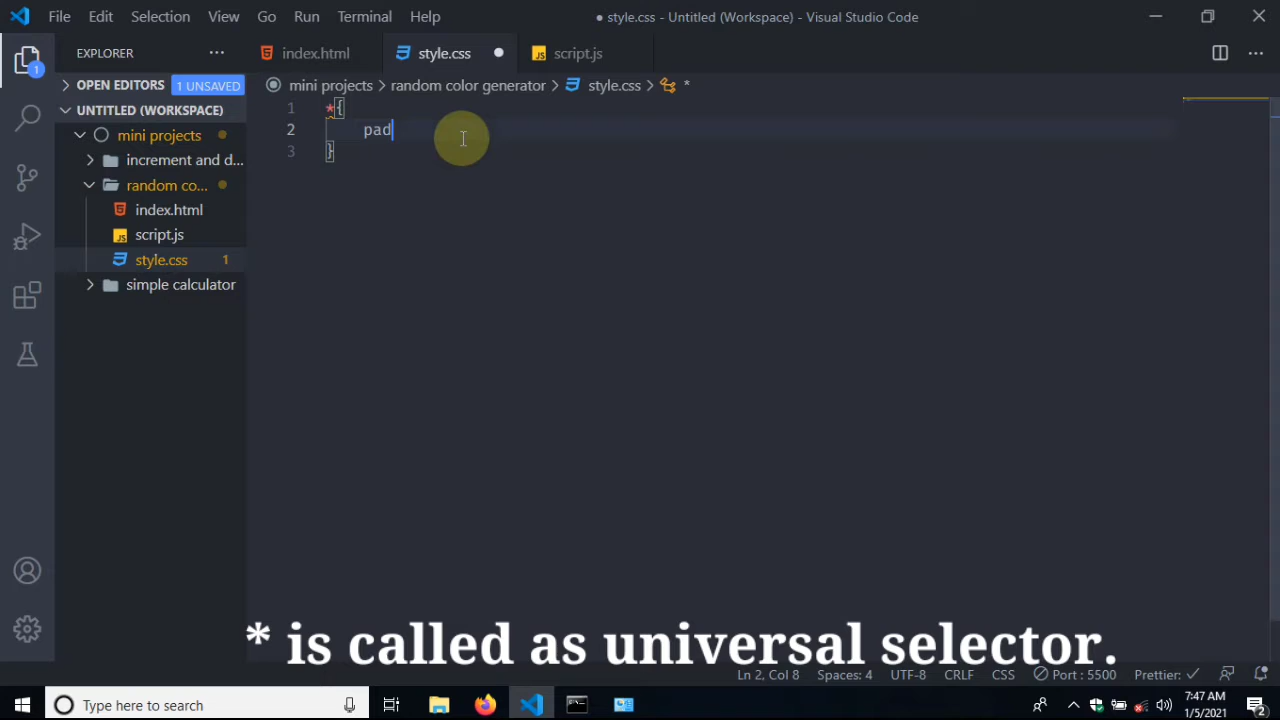 File Edit Selection View Go Run Terminal Help
● style.css - Untitled (Workspace) - Visual Studio Code
EXPLORER ···
index.html
style.css
JS script.js
OPEN EDITORS 1 UNSAVED
mini projects > random color generator > style.css > *
UNTITLED (WORKSPACE)
1 *{
2 pad
3 }
mini projects
increment and d...
random co...
index.html
JS script.js
style.css 1
simple calculator
1
* is called as universal selector.
Ln 2, Col 8 Spaces: 4 UTF-8 CRLF CSS Port : 5500 Prettier: ✓
Type here to search
7:47 AM
1/5/2021
2